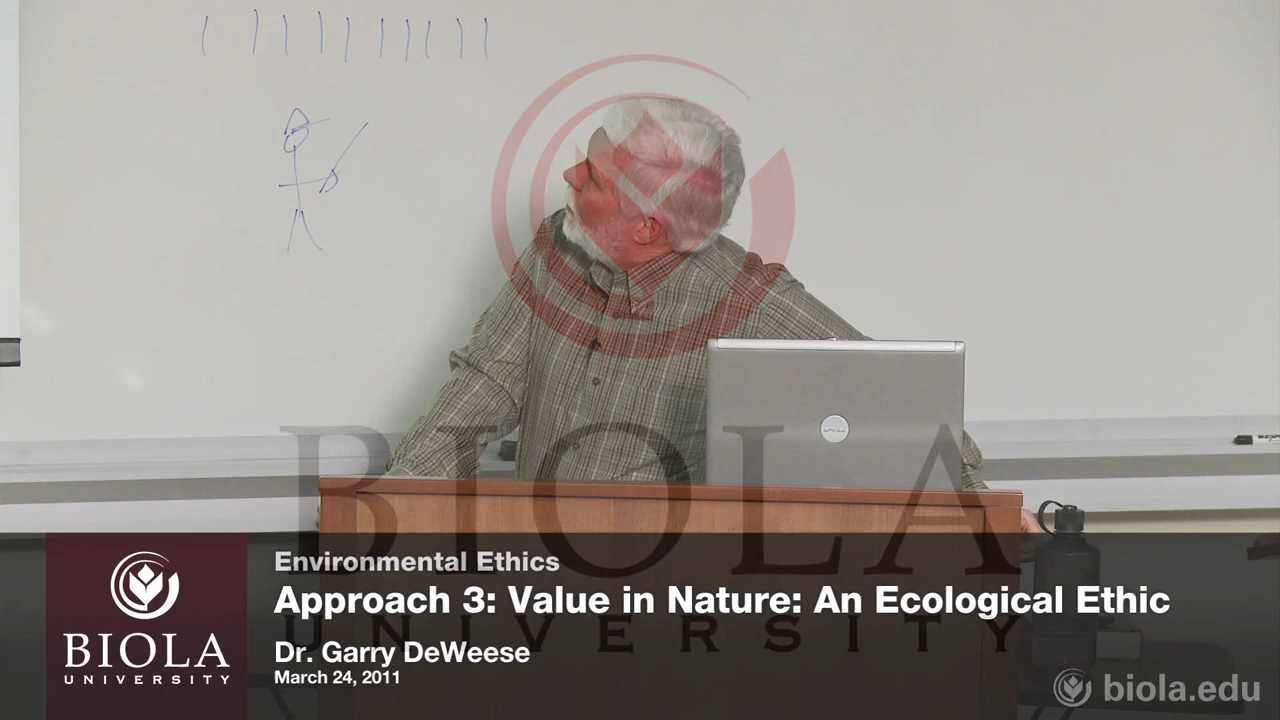 BIOLA
UNIVERSITY
DELL
Environmental Ethics
Approach 3: Value in Nature: An Ecological Ethic
Dr. Garry DeWeese
March 24, 2011
BIOLA
UNIVERSITY
biola.edu